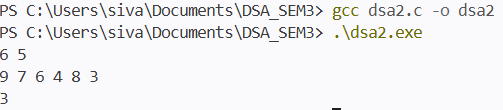 PS C:\Users\siva\Documents\DSA_SEM3> gcc dsa2.c -o dsa2
PS C:\Users\siva\Documents\DSA_SEM3> .\dsa2.exe
6 5
9 7 6 4 8 3
3